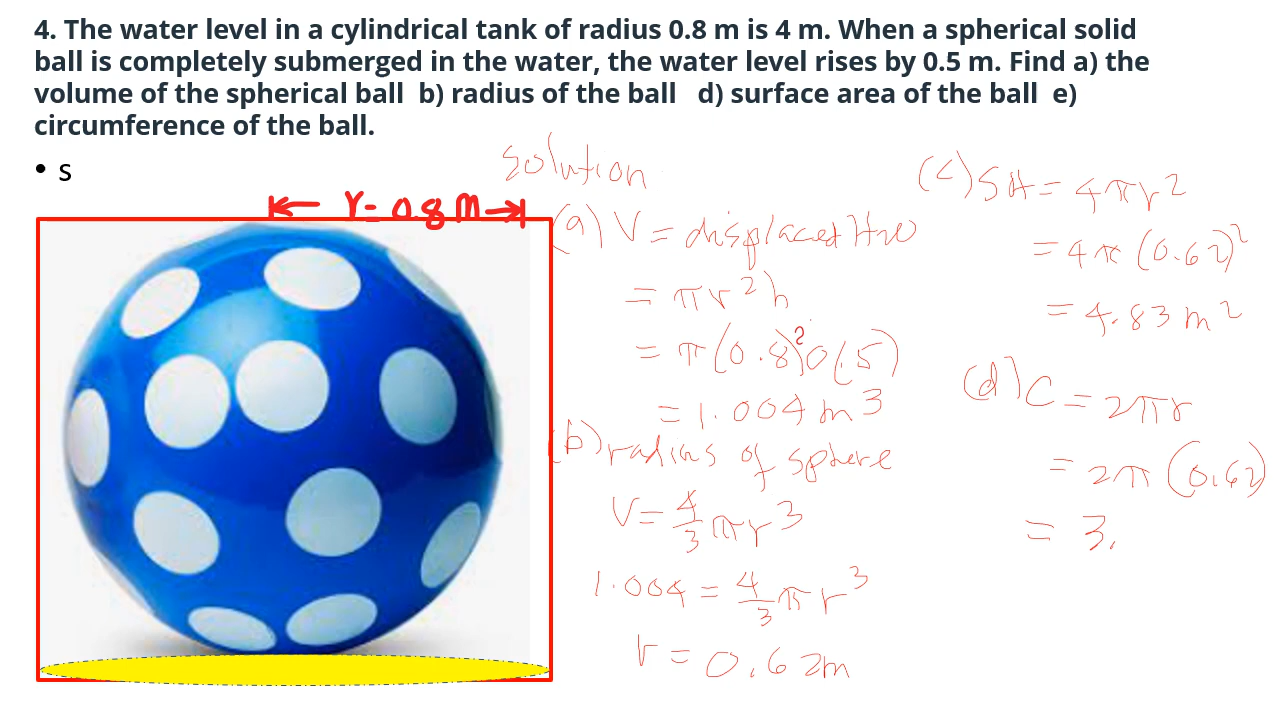 4. The water level in a cylindrical tank of radius 0.8 m is 4 m. When a spherical solid
ball is completely submerged in the water, the water level rises by 0.5 m. Find a) the
volume of the spherical ball b) radius of the ball d) surface area of the ball e)
circumference of the ball.
• s
r = 0.8 m
Solution
(a) V = displaced H2O
= πr²h
= π(0.8)²0(.5)
= 1.004 m³
(b) radius of sphere
V = 4/3 πr³
1.004 = 4/3 πr³
r = 0.62m
(c) SA = 4πr²
= 4π(0.62)²
= 4.83 m²
(d) C = 2πr
= 2π(0.62)
= 3.